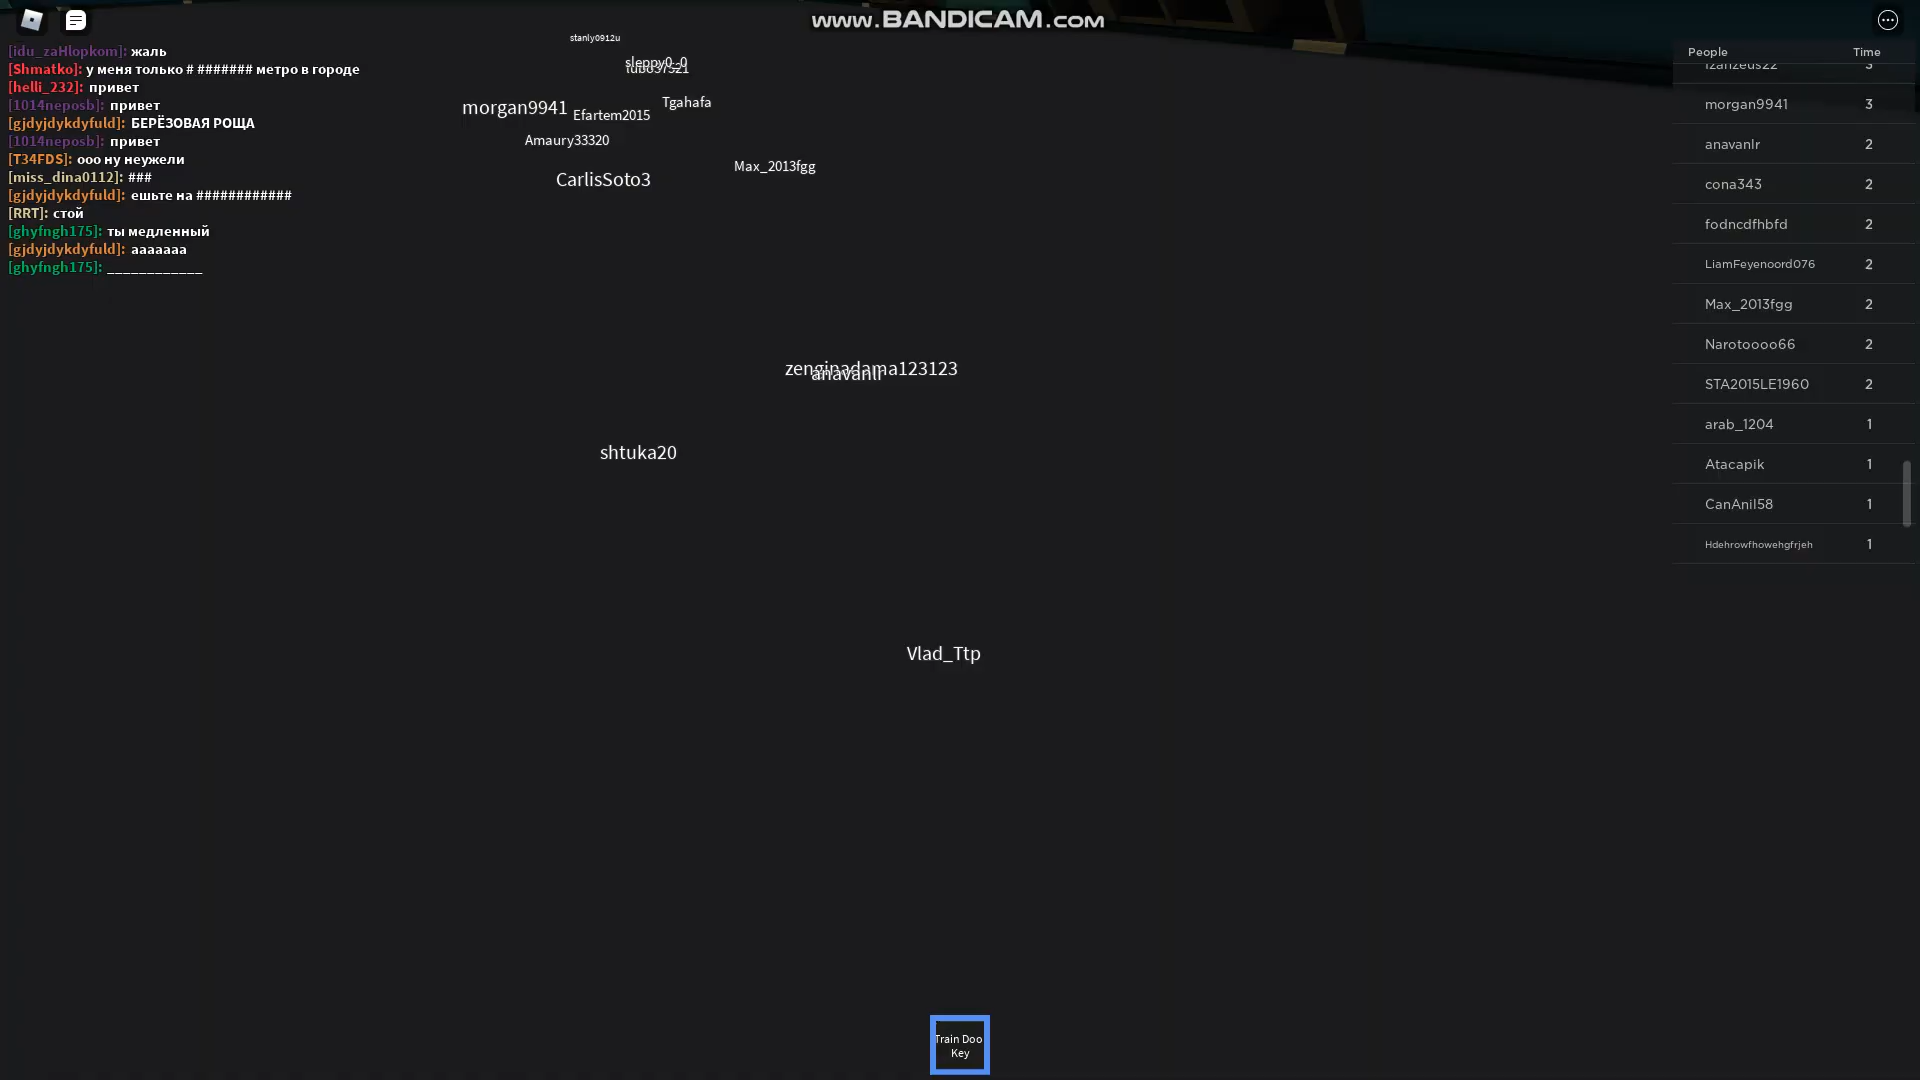 www.BANDICAM.com
[idu_zaHlopkom]: жаль
[Shmatko]: у меня только # ####### метро в городе
[helli_232]: привет
[1014neposb]: привет
[gjdyjdykdyfuld]: БЕРЁЗОВАЯ РОЩА
[1014neposb]: привет
[T34FDS]: ооо ну неужели
[miss_dina0112]: ###
[gjdyjdykdyfuld]: ешьте на ############
[RRT]: стой
[ghyfngh175]: ты медленный
[gjdyjdykdyfuld]: ааааааа
[ghyfngh175]: ____________
stanly0912u
sleppy0_0
morgan9941
Tgahafa
Efartem2015
Amaury33320
Max_2013fgg
CarlisSoto3
zenginadama123123
anavanlr
shtuka20
Vlad_Ttp
Train Doo
Key
People Time
morgan9941 3
anavanlr 2
cona343 2
fodncdfhbfd 2
LiamFeyenoord076 2
Max_2013fgg 2
Narotoooo66 2
STA2015LE1960 2
arab_1204 1
Atacapik 1
CanAnil58 1
Hdehrowfhowehgfrjeh 1